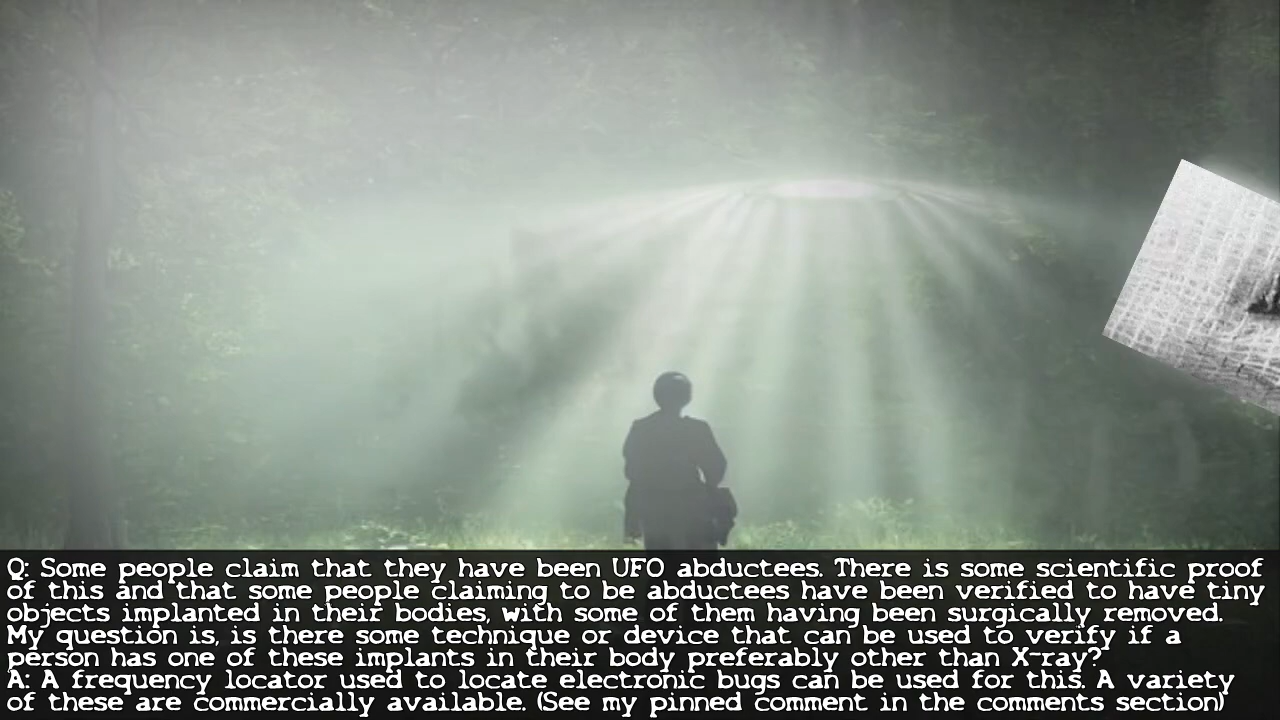 Q: Some people claim that they have been UFO abductees. There is some scientific proof
of this and that some people claiming to be abductees have been verified to have tiny
objects implanted in their bodies, with some of them having been surgically removed.
My question is, is there some technique or device that can be used to verify if a
person has one of these implants in their body preferably other than X-ray?
A: A frequency locator used to locate electronic bugs can be used for this. A variety
of these are commercially available. (See my pinned comment in the comments section)